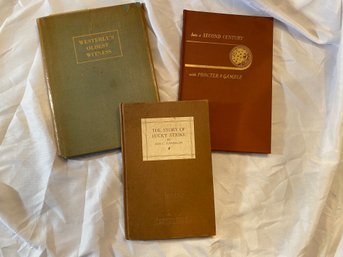 WESTERLY'S
OLDEST
WITNESS
Into a SECOND CENTURY
with PROCTER & GAMBLE
THE STORY OF
LUCKY STRIKE